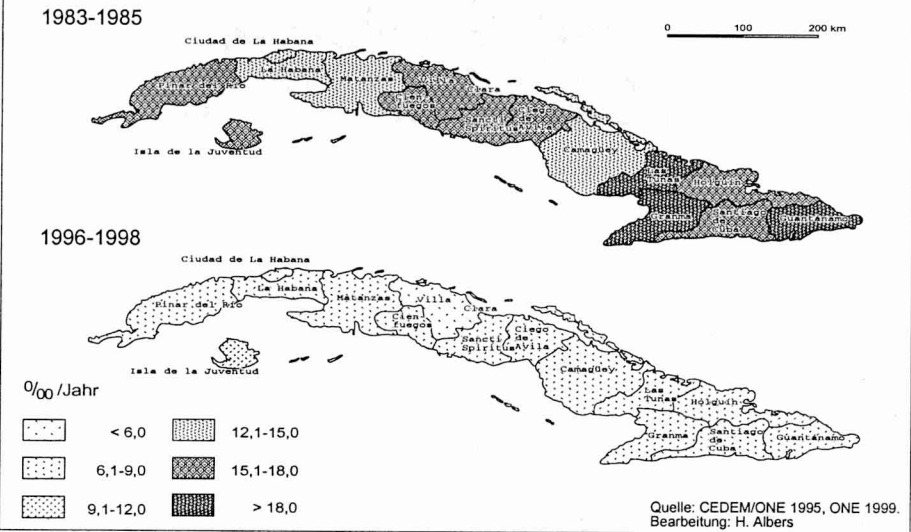 1983-1985
0 100 200 km
Ciudad de La Habana
La Habana
Pinar del Río
Matanzas
Villa
Clara
Cien
fuegos
Sancti
Spiritus
Ciego
de
Avila
Isla de la Juventud
Camagüey
Las
Tunas
Holguín
Granma
Santiago
de
Cuba
Guantánamo
1996-1998
Ciudad de La Habana
La Habana
Pinar del Río
Matanzas
Villa
Clara
Cien
fuegos
Sancti
Spiritus
Ciego
de
Avila
Isla de la Juventud
Camagüey
Las
Tunas
Holguín
Granma
Santiago
de
Cuba
Guantánamo
0/00 /Jahr
< 6,0
6,1-9,0
9,1-12,0
12,1-15,0
15,1-18,0
> 18,0
Quelle: CEDEM/ONE 1995, ONE 1999.
Bearbeitung: H. Albers